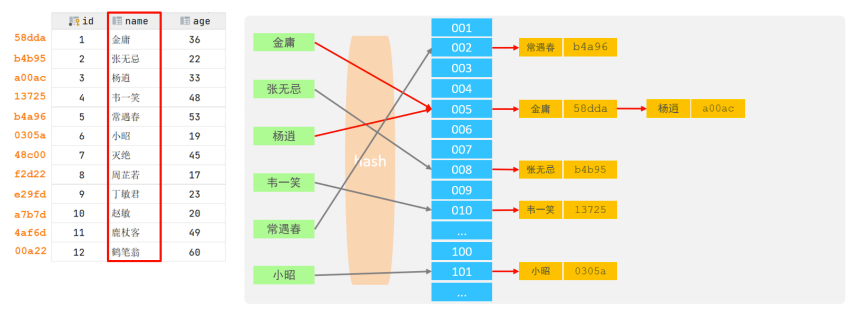 id name age
58dda 1 金庸 36
b4b95 2 张无忌 22
a00ac 3 杨逍 33
13725 4 韦一笑 48
b4a96 5 常遇春 53
0305a 6 小昭 19
48c00 7 灭绝 45
f2d22 8 周芷若 17
e29fd 9 丁敏君 23
a7b7d 10 赵敏 20
4af6d 11 鹿杖客 49
00a22 12 鹤笔翁 60
金庸
张无忌
杨逍
韦一笑
常遇春
小昭
hash
001
002 常遇春 b4a96
003
004
005 金庸 58dda 杨逍 a00ac
006
007
008 张无忌 b4b95
009
010 韦一笑 13725
...
100
101 小昭 0305a
...